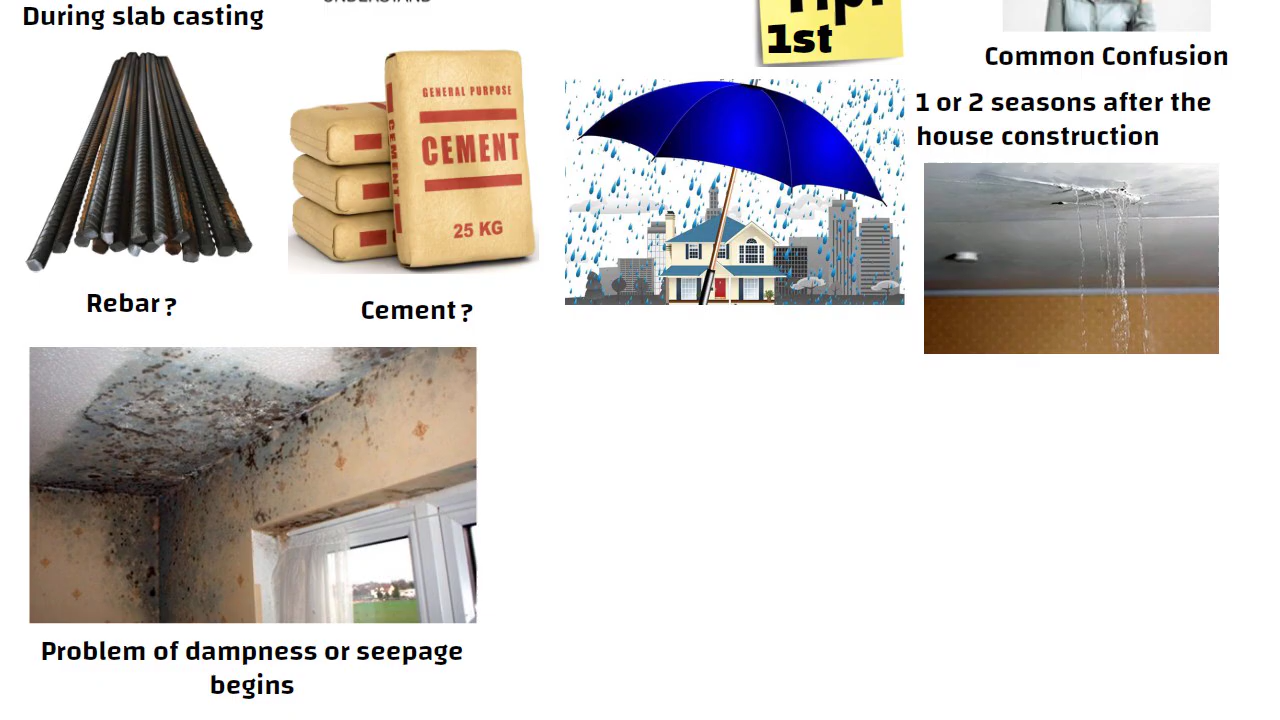 During slab casting
1st
Common Confusion
1 or 2 seasons after the
house construction
GENERAL PURPOSE
CEMENT
CEMENT
25 KG
Rebar ?
Cement ?
Problem of dampness or seepage
begins